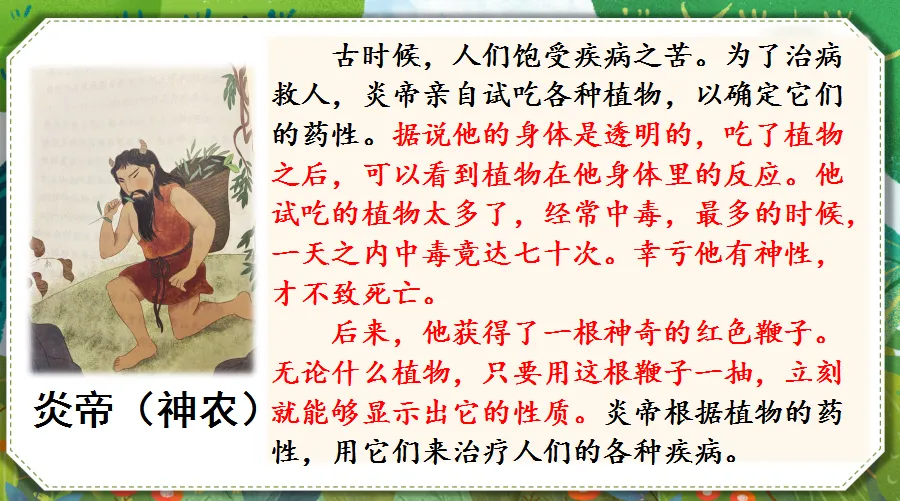 古时候，人们饱受疾病之苦。为了治病
救人，炎帝亲自试吃各种植物，以确定它们
的药性。据说他的身体是透明的，吃了植物
之后，可以看到植物在他身体里的反应。他
试吃的植物太多了，经常中毒，最多的时候，
一天之内中毒竟达七十次。幸亏他有神性，
才不致死亡。
后来，他获得了一根神奇的红色鞭子。
无论什么植物，只要用这根鞭子一抽，立刻
就能够显示出它的性质。炎帝根据植物的药
性，用它们来治疗人们的各种疾病。
炎帝（神农）